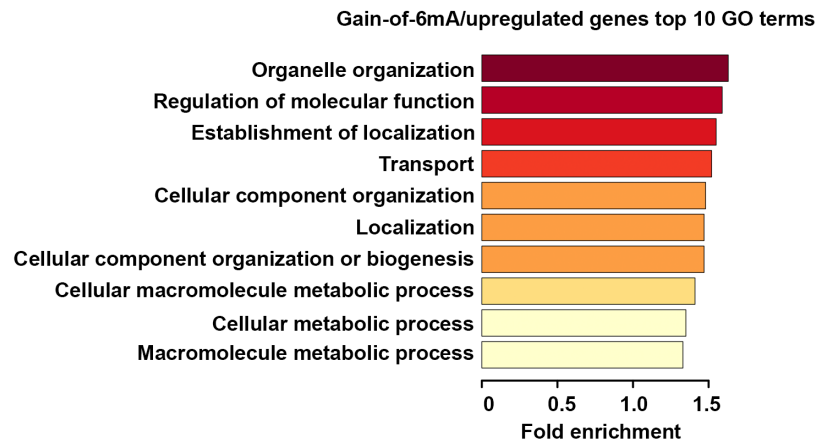 Gain-of-6mA/upregulated genes top 10 GO terms
Organelle organization
Regulation of molecular function
Establishment of localization
Transport
Cellular component organization
Localization
Cellular component organization or biogenesis
Cellular macromolecule metabolic process
Cellular metabolic process
Macromolecule metabolic process
0 0.5 1.0 1.5
Fold enrichment